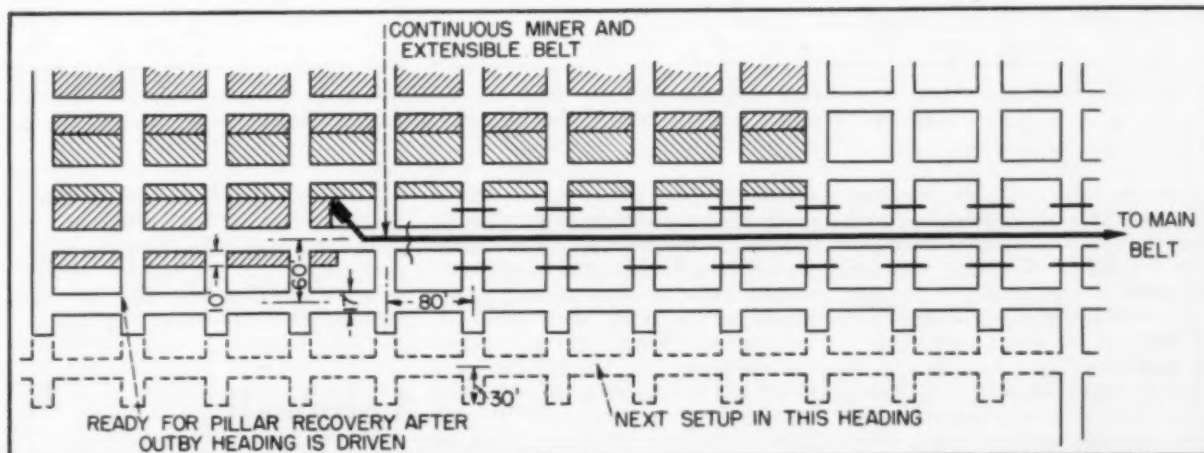 CONTINUOUS MINER AND
EXTENSIBLE BELT
TO MAIN
BELT
10'
60'
17'
80'
30'
READY FOR PILLAR RECOVERY AFTER
OUTBY HEADING IS DRIVEN
NEXT SETUP IN THIS HEADING